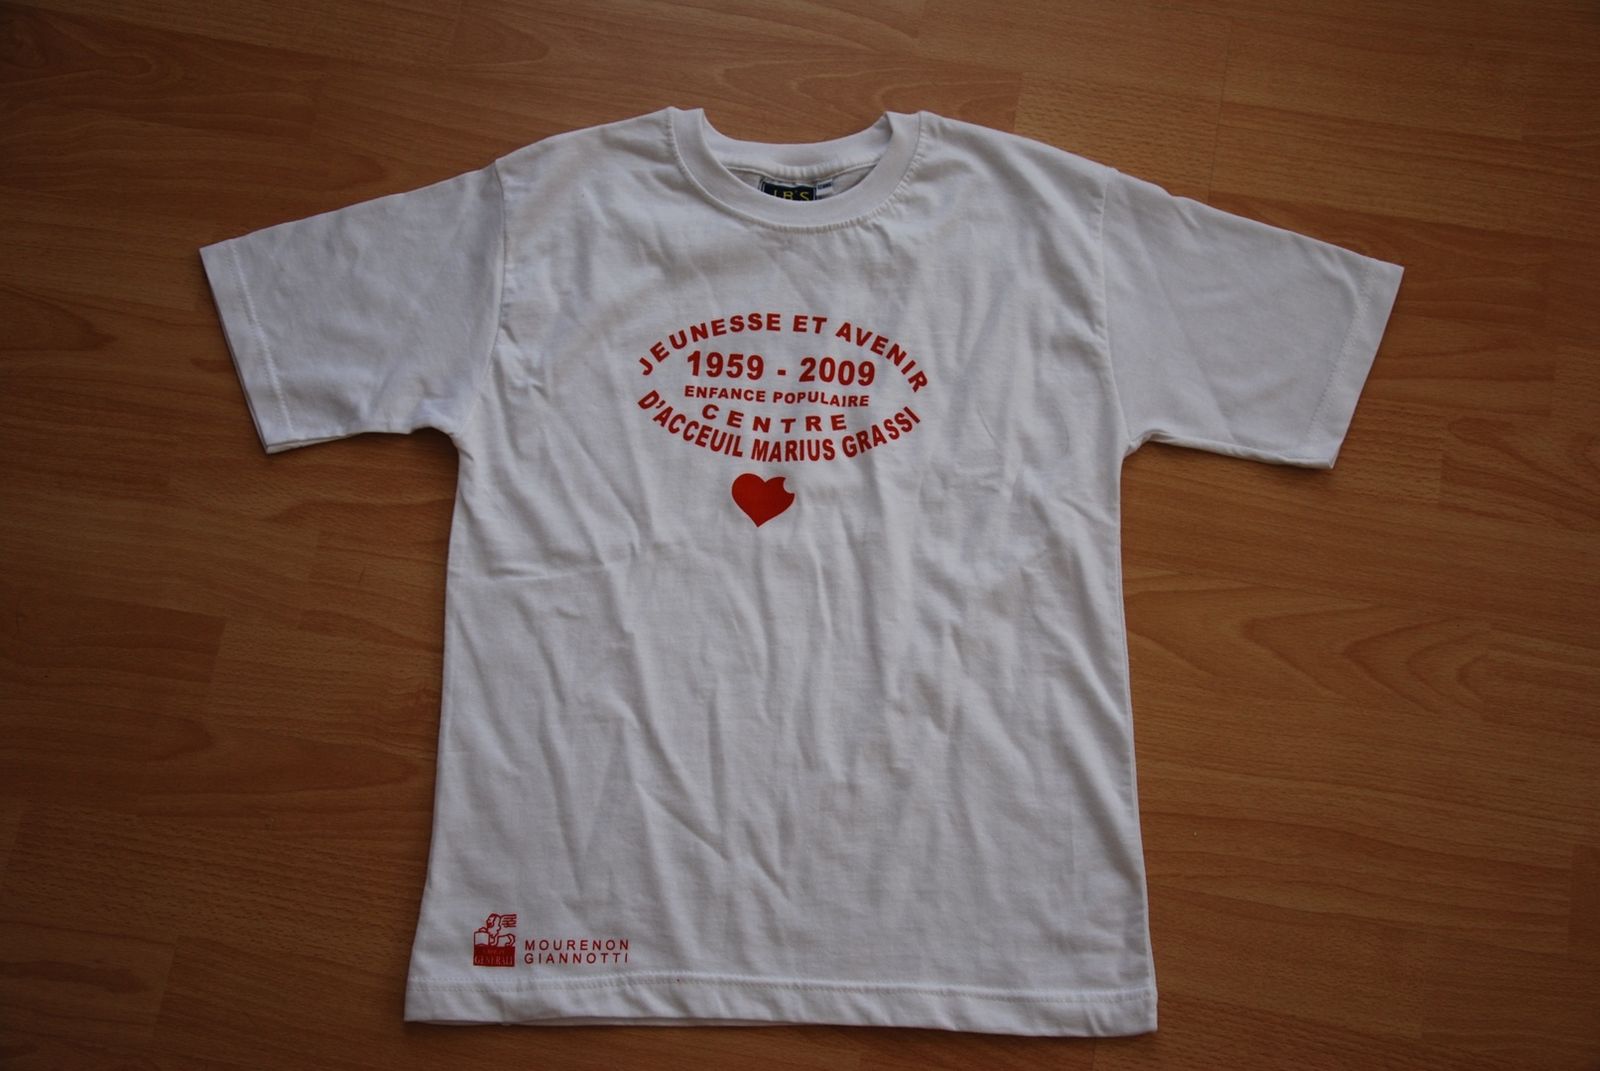 J.B'S
JEUNESSE ET AVENIR
1959 - 2009
ENFANCE POPULAIRE
CENTRE
D'ACCEUIL MARIUS GRASSI
GENERALI
MOURENON
GIANNOTTI